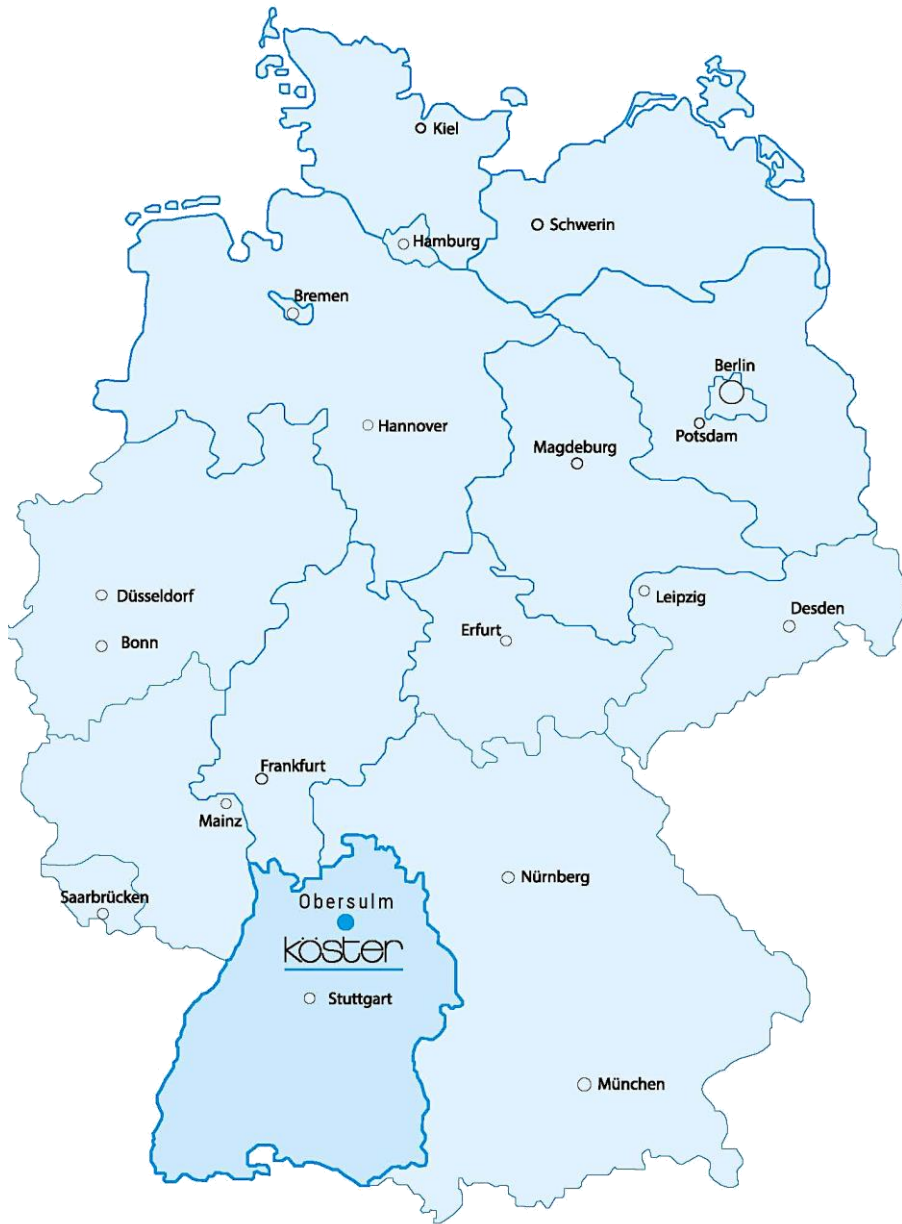 Kiel
Schwerin
Hamburg
Bremen
Berlin
Hannover
Potsdam
Magdeburg
Düsseldorf
Leipzig
Desden
Erfurt
Bonn
Frankfurt
Mainz
Nürnberg
Saarbrücken
Obersulm
köster
Stuttgart
München